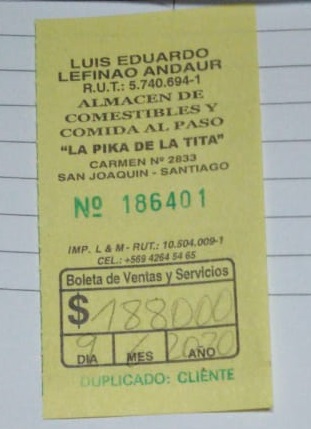 LUIS EDUARDO
LEFINAO ANDAUR
R.U.T.: 5.740.694-1
ALMACEN DE
COMESTIBLES Y
COMIDA AL PASO
"LA PIKA DE LA TITA"
CARMEN Nº 2833
SAN JOAQUIN - SANTIAGO
Nº 186401
IMP. L & M - RUT.: 10.504.009-1
CEL.: +569 4264 54 65
Boleta de Ventas y Servicios
$ 188000
9 6 2020
DIA MES AÑO
DUPLICADO: CLIENTE